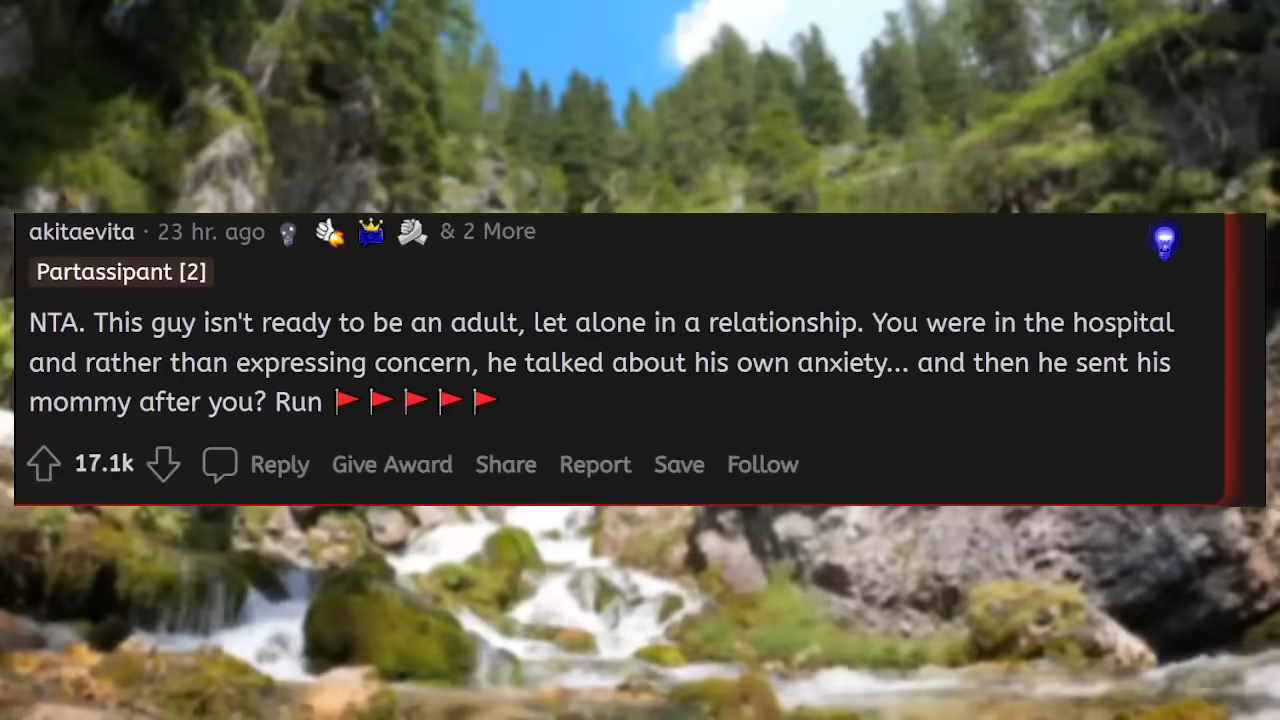 akitaevita · 23 hr. ago & 2 More
Partassipant [2]
NTA. This guy isn't ready to be an adult, let alone in a relationship. You were in the hospital
and rather than expressing concern, he talked about his own anxiety... and then he sent his
mommy after you? Run 🚩🚩🚩🚩🚩
17.1k Reply Give Award Share Report Save Follow